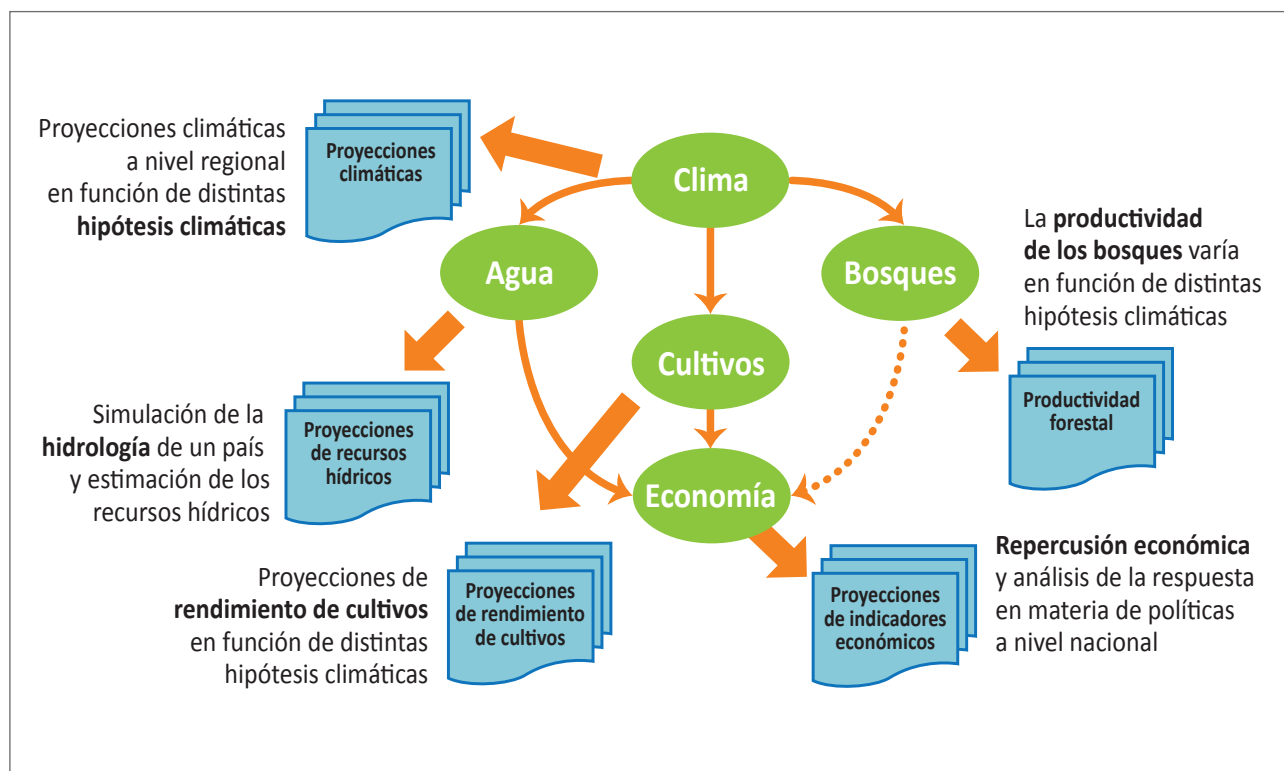 Proyecciones climáticas
a nivel regional
en función de distintas
hipótesis climáticas
Proyecciones
climáticas
Clima
Agua
Bosques
La productividad
de los bosques varía
en función de distintas
hipótesis climáticas
Cultivos
Productividad
forestal
Simulación de la
hidrología de un país
y estimación de los
recursos hídricos
Proyecciones
de recursos
hídricos
Economía
Proyecciones de
rendimiento de cultivos
en función de distintas
hipótesis climáticas
Proyecciones
de rendimiento
de cultivos
Proyecciones
de indicadores
económicos
Repercusión económica
y análisis de la respuesta
en materia de políticas
a nivel nacional